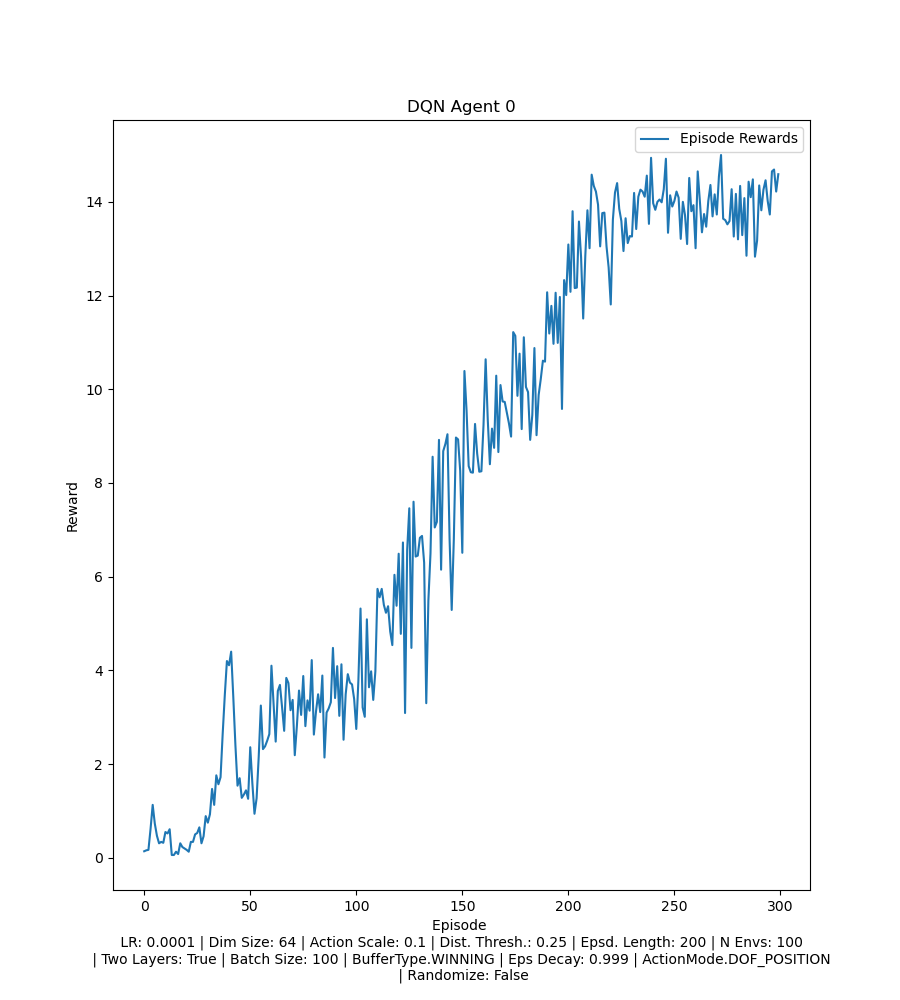 DQN Agent 0
Episode Rewards
14
12
10
8
6
4
2
0
Reward
0 50 100 150 200 250 300
Episode
LR: 0.0001 | Dim Size: 64 | Action Scale: 0.1 | Dist. Thresh.: 0.25 | Epsd. Length: 200 | N Envs: 100
| Two Layers: True | Batch Size: 100 | BufferType.WINNING | Eps Decay: 0.999 | ActionMode.DOF_POSITION
| Randomize: False